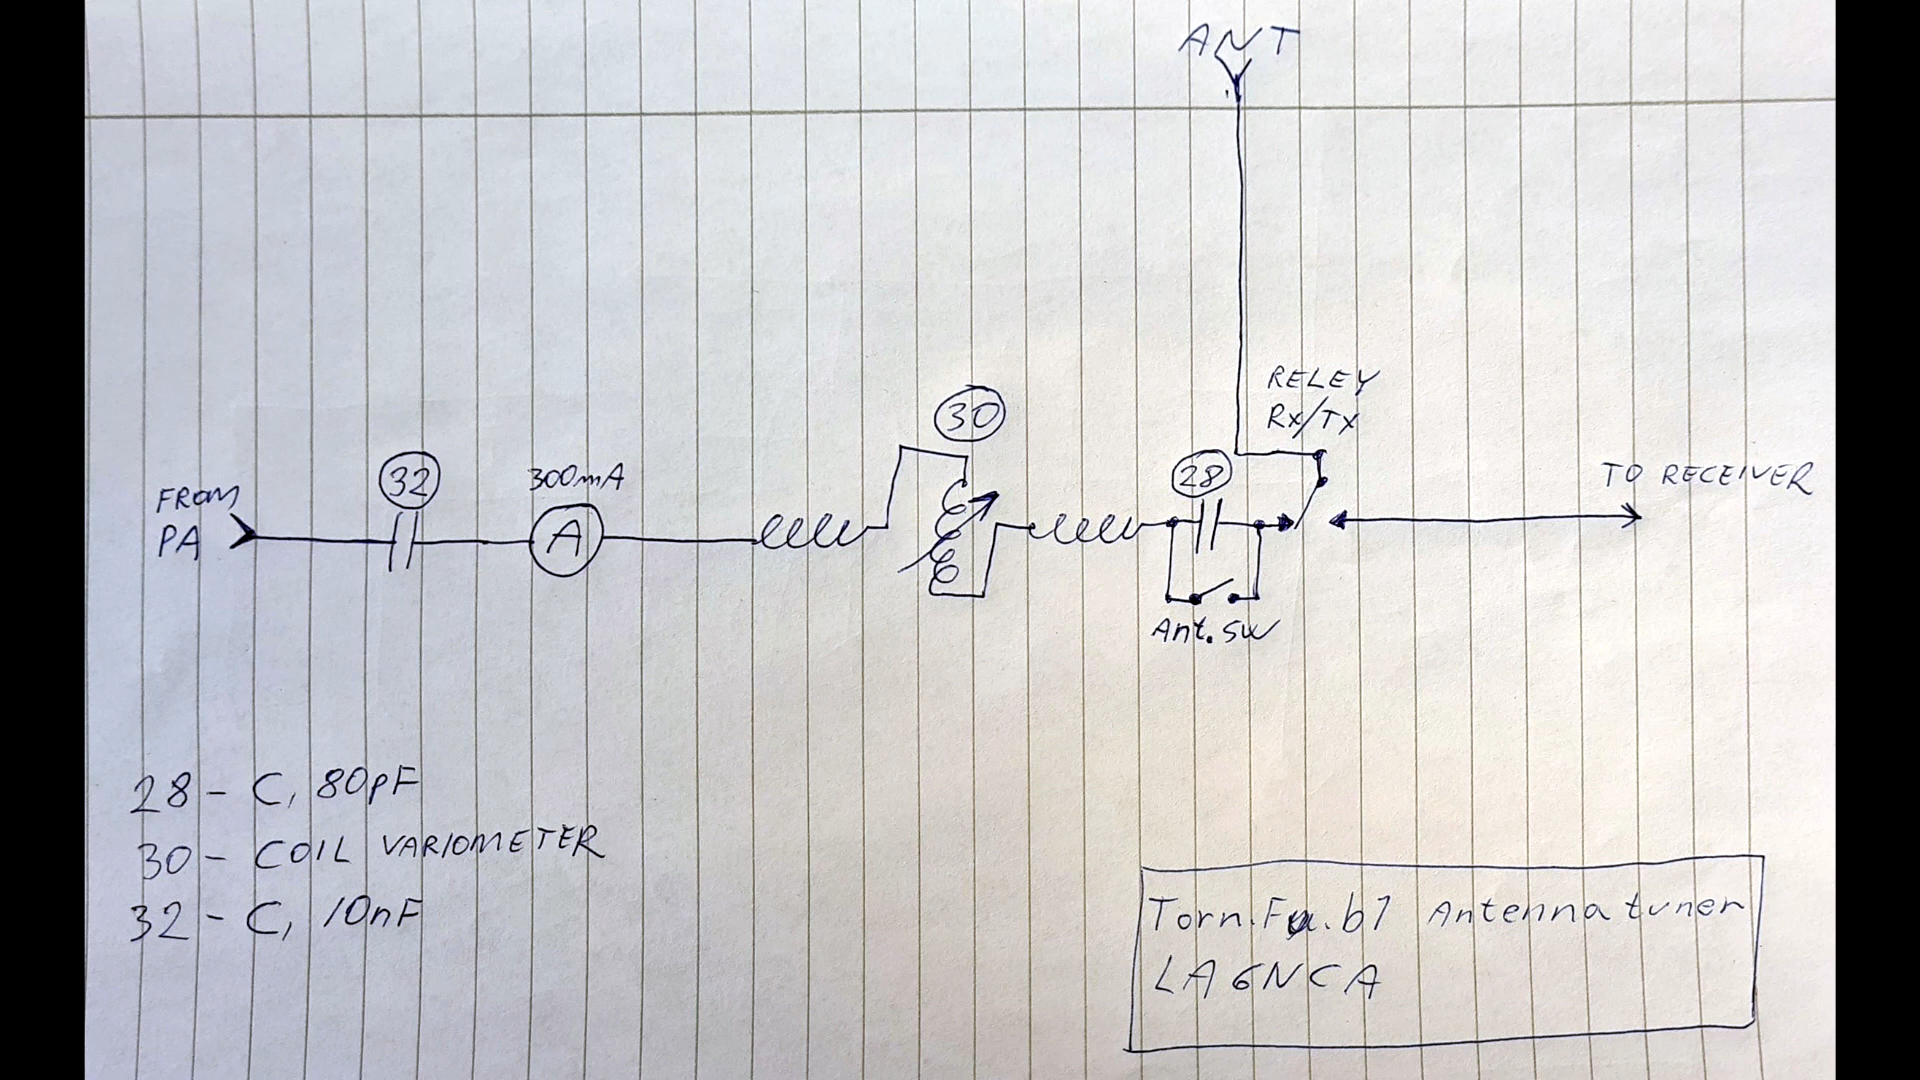 ANT
RELEY
RX/TX
30
32
300mA
28
FROM
PA
A
TO RECEIVER
Ant. SW
28 - C, 80pF
30 - COIL VARIOMETER
32 - C, 10nF
Torn.Fu.b1 Antenna tuner
LA6NCA